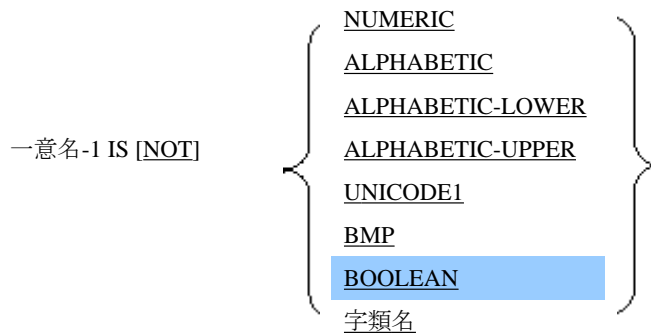 NUMERIC
ALPHABETIC
ALPHABETIC-LOWER
一意名-1 IS [NOT] ALPHABETIC-UPPER
UNICODE1
BMP
BOOLEAN
字類名